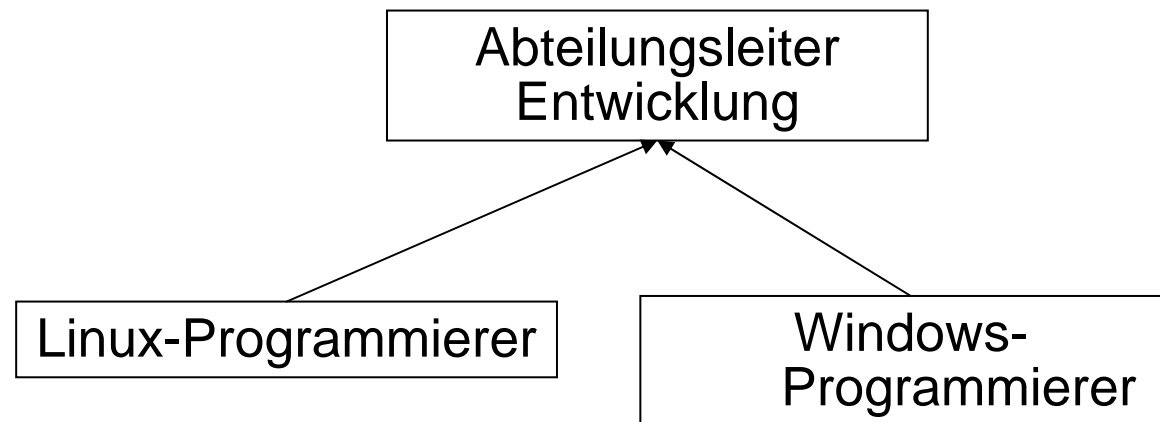 Abteilungsleiter
Entwicklung
Linux-Programmierer
Windows-
Programmierer